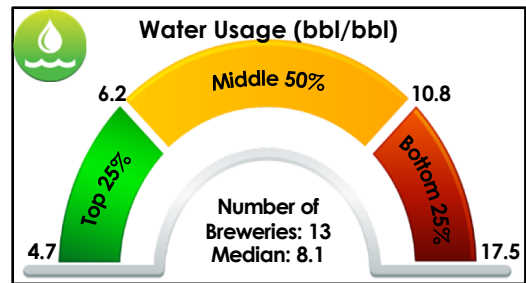 Water Usage (bbl/bbl)
Middle 50%
6.2
10.8
Top 25%
Bottom 25%
Number of
Breweries: 13
Median: 8.1
4.7
17.5